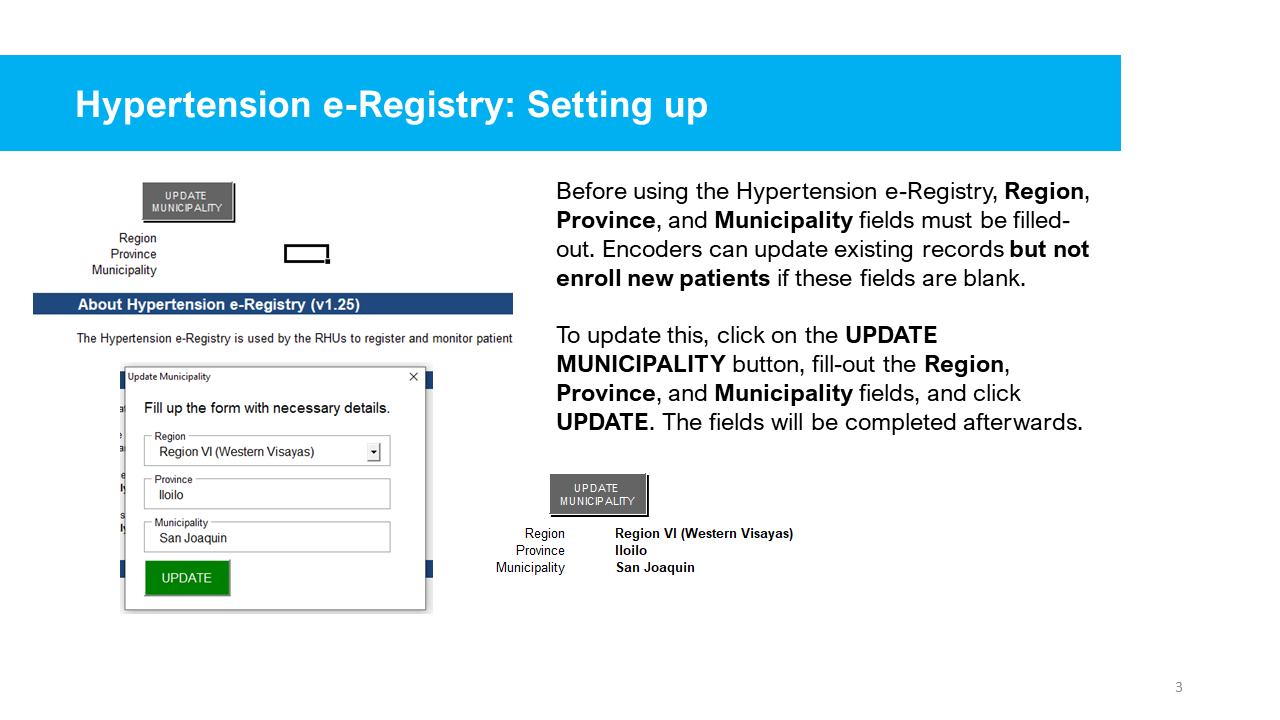 Hypertension e-Registry: Setting up
UPDATE
MUNICIPALITY
Region
Province
Municipality
About Hypertension e-Registry (v1.25)
The Hypertension e-Registry is used by the RHUs to register and monitor patient
Update Municipality
Fill up the form with necessary details.
Region
Region VI (Western Visayas)
Province
Iloilo
Municipality
San Joaquin
UPDATE
Before using the Hypertension e-Registry, Region,
Province, and Municipality fields must be filled-
out. Encoders can update existing records but not
enroll new patients if these fields are blank.
To update this, click on the UPDATE
MUNICIPALITY button, fill-out the Region,
Province, and Municipality fields, and click
UPDATE. The fields will be completed afterwards.
UPDATE
MUNICIPALITY
Region Region VI (Western Visayas)
Province Iloilo
Municipality San Joaquin
3